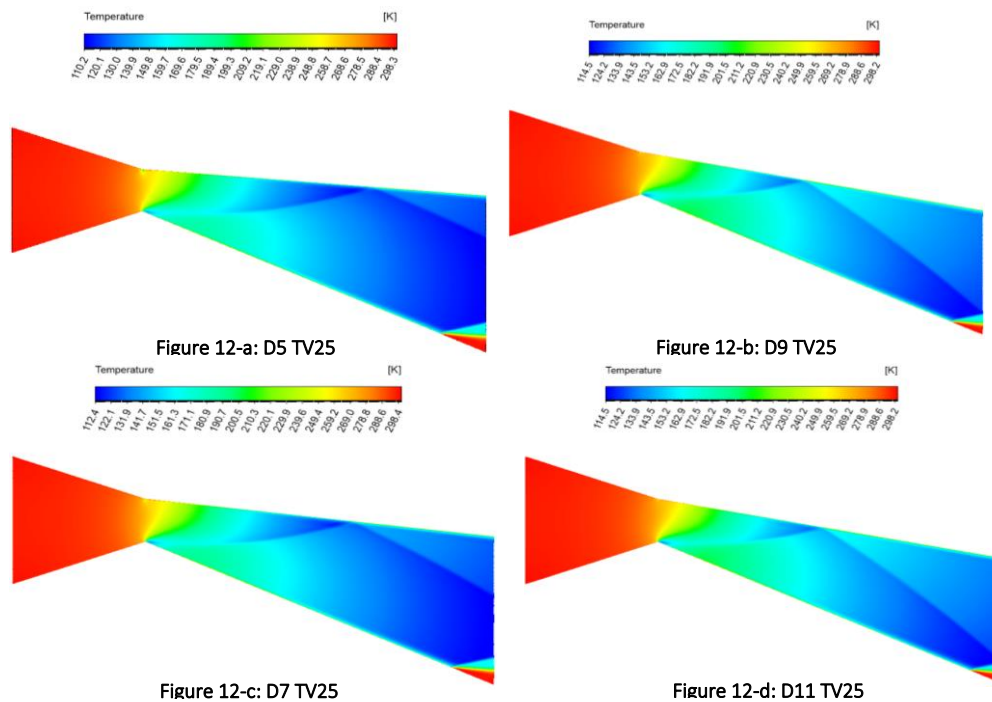 Temperature [K]
110.2 120.1 130.0 139.9 149.8 159.7 169.6 179.5 189.4 199.3 209.2 219.1 229.0 238.9 248.8 258.7 268.6 278.5 288.4 298.3
Figure 12-a: D5 TV25
Temperature [K]
114.5 124.2 133.9 143.5 153.2 162.9 172.5 182.2 191.9 201.5 211.2 220.9 230.5 240.2 249.9 259.5 269.2 278.9 288.6 298.2
Figure 12-b: D9 TV25
Temperature [K]
112.4 122.1 131.9 141.7 151.5 161.3 171.1 180.9 190.7 200.5 210.3 220.1 229.9 239.6 249.4 259.2 269.0 278.8 288.6 298.4
Figure 12-c: D7 TV25
Temperature [K]
114.5 124.2 133.9 143.5 153.2 162.9 172.5 182.2 191.9 201.5 211.2 220.9 230.5 240.2 249.9 259.5 269.2 278.9 288.6 298.2
Figure 12-d: D11 TV25